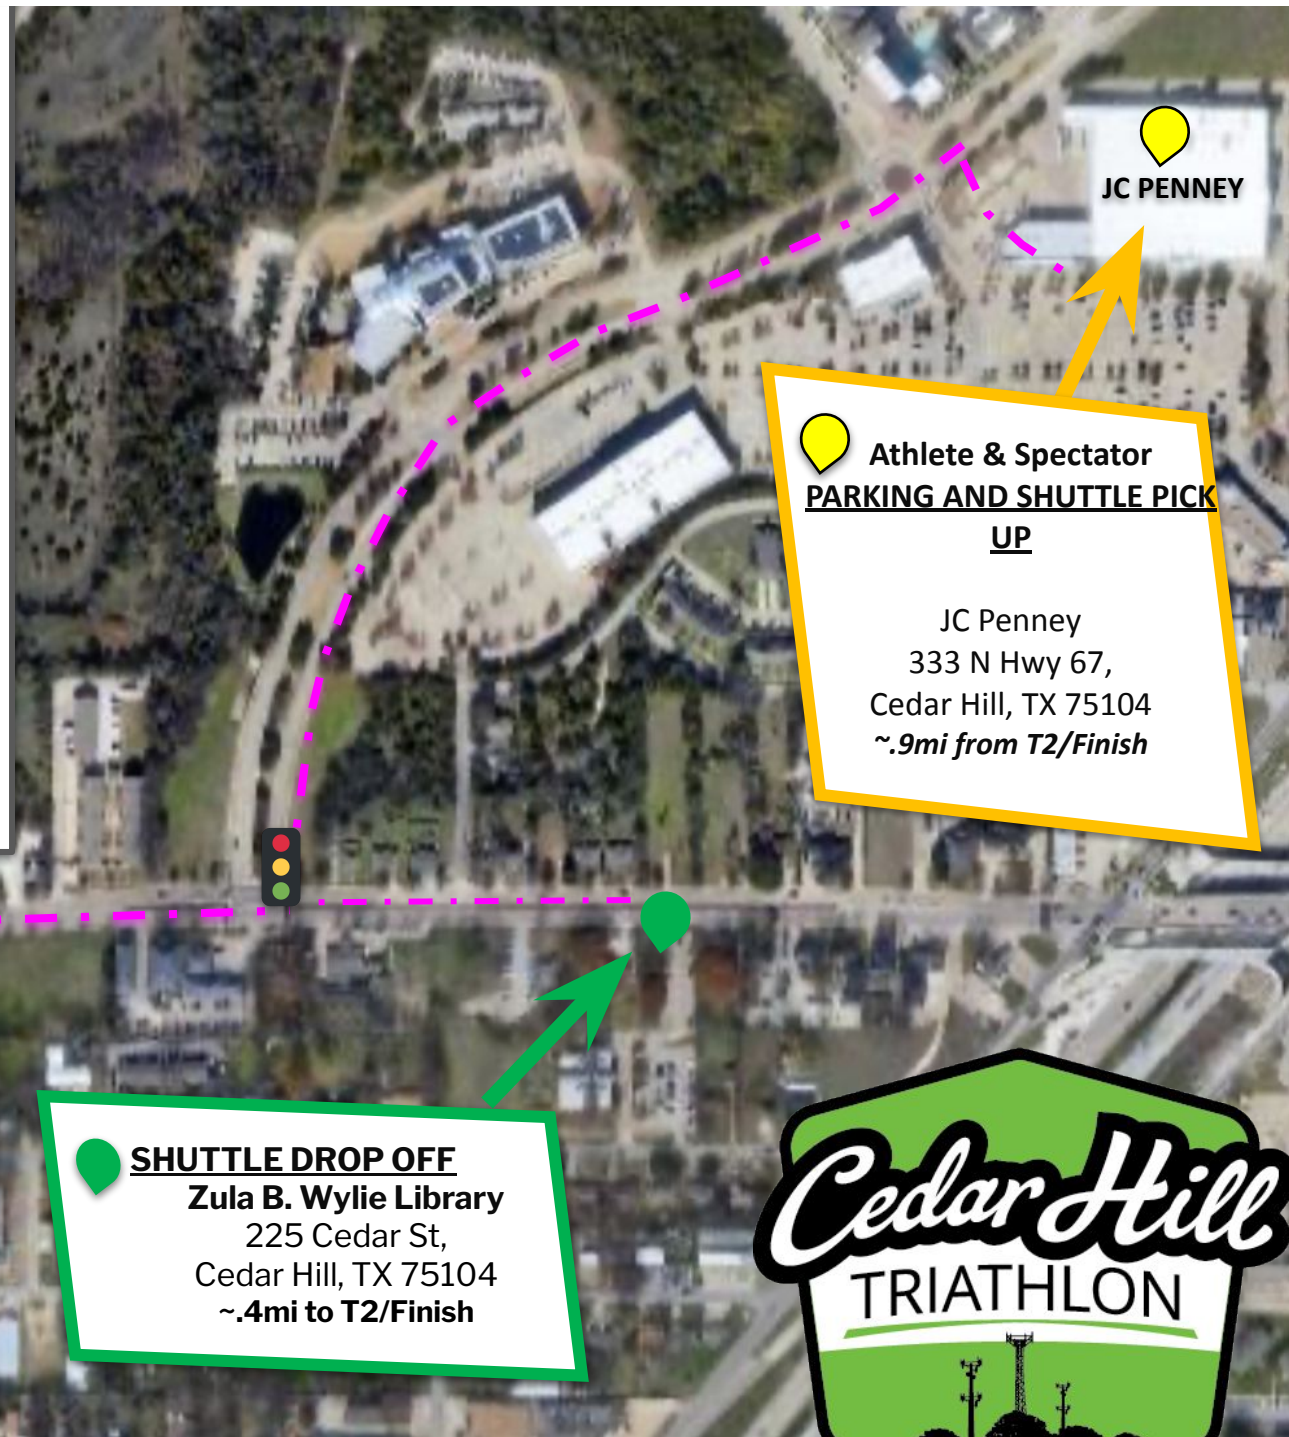 JC PENNEY
Athlete & Spectator
PARKING AND SHUTTLE PICK
UP
JC Penney
333 N Hwy 67,
Cedar Hill, TX 75104
~.9mi from T2/Finish
SHUTTLE DROP OFF
Zula B. Wylie Library
225 Cedar St,
Cedar Hill, TX 75104
~.4mi to T2/Finish
Cedar Hill
TRIATHLON